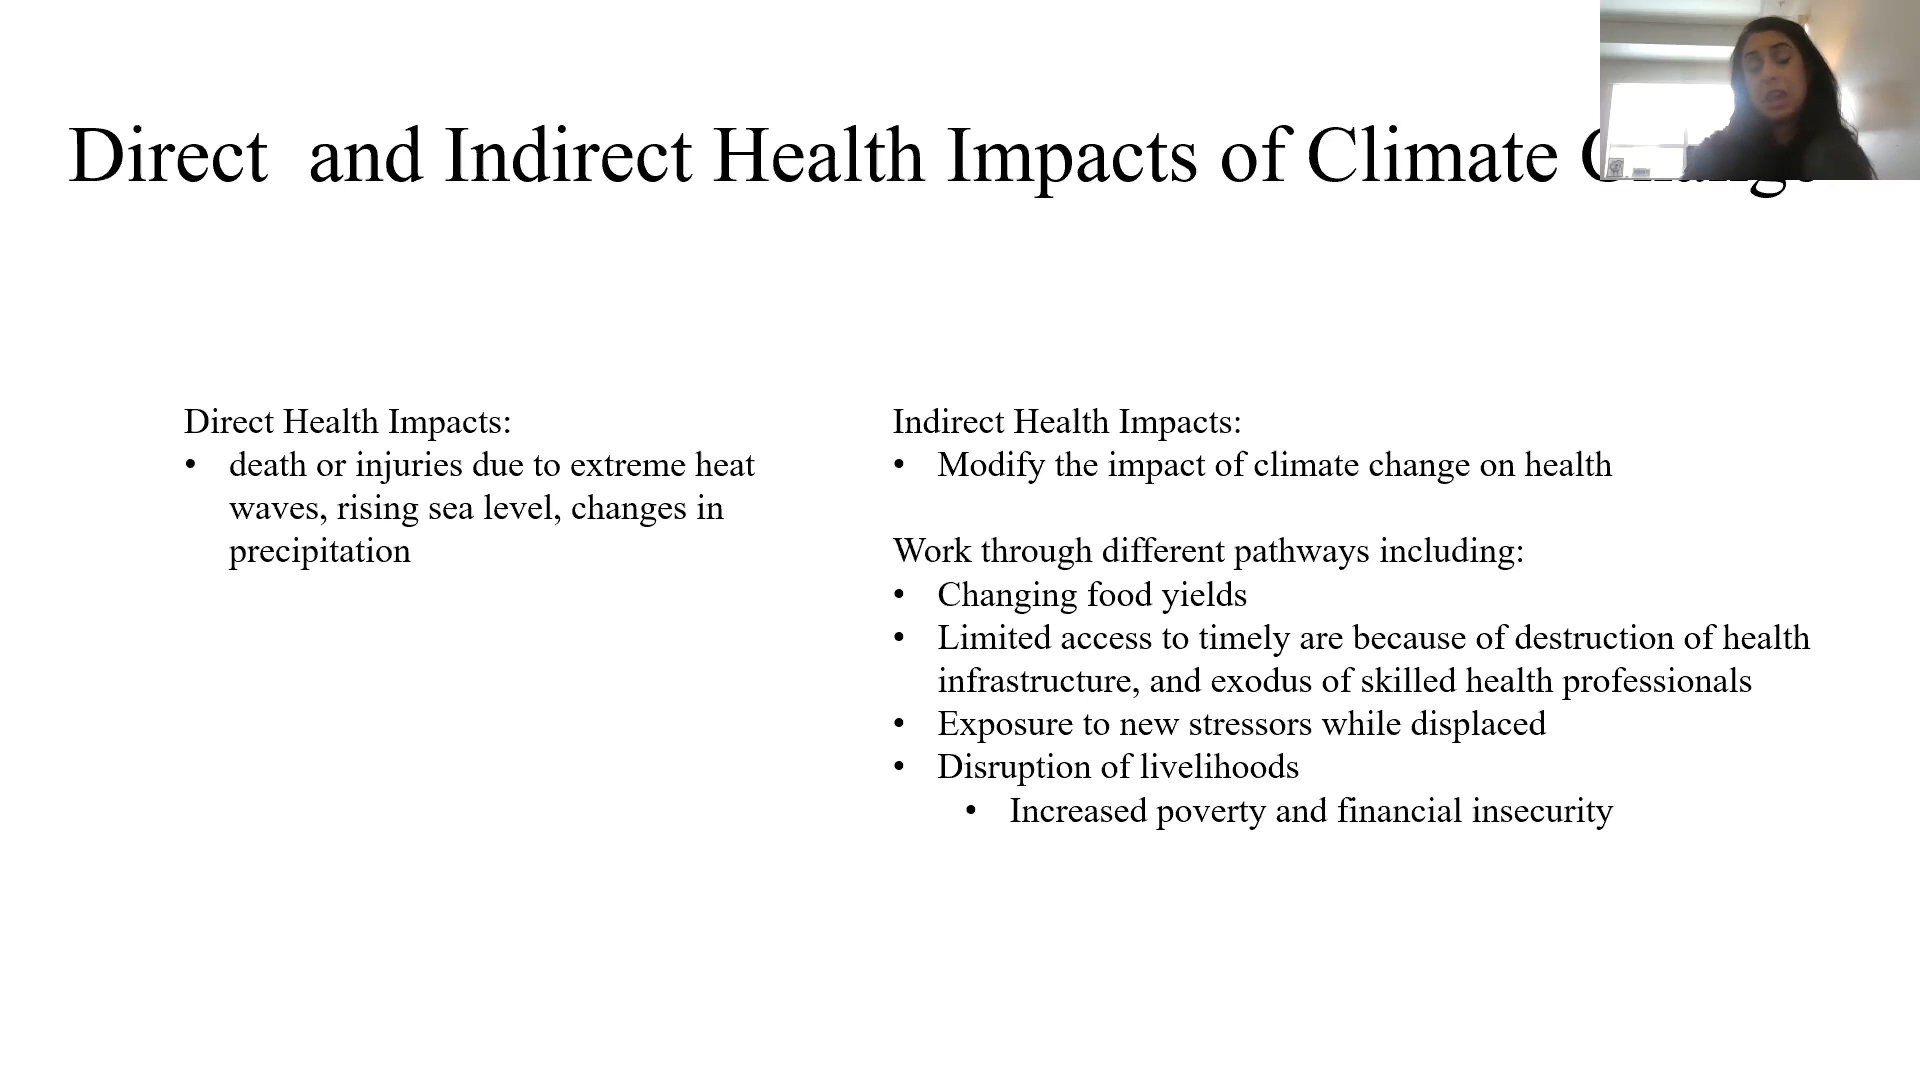 Direct  and Indirect Health Impacts of Climate Change
Direct Health Impacts:
• death or injuries due to extreme heat
waves, rising sea level, changes in
precipitation
Indirect Health Impacts:
• Modify the impact of climate change on health
Work through different pathways including:
• Changing food yields
• Limited access to timely are because of destruction of health
infrastructure, and exodus of skilled health professionals
• Exposure to new stressors while displaced
• Disruption of livelihoods
• Increased poverty and financial insecurity